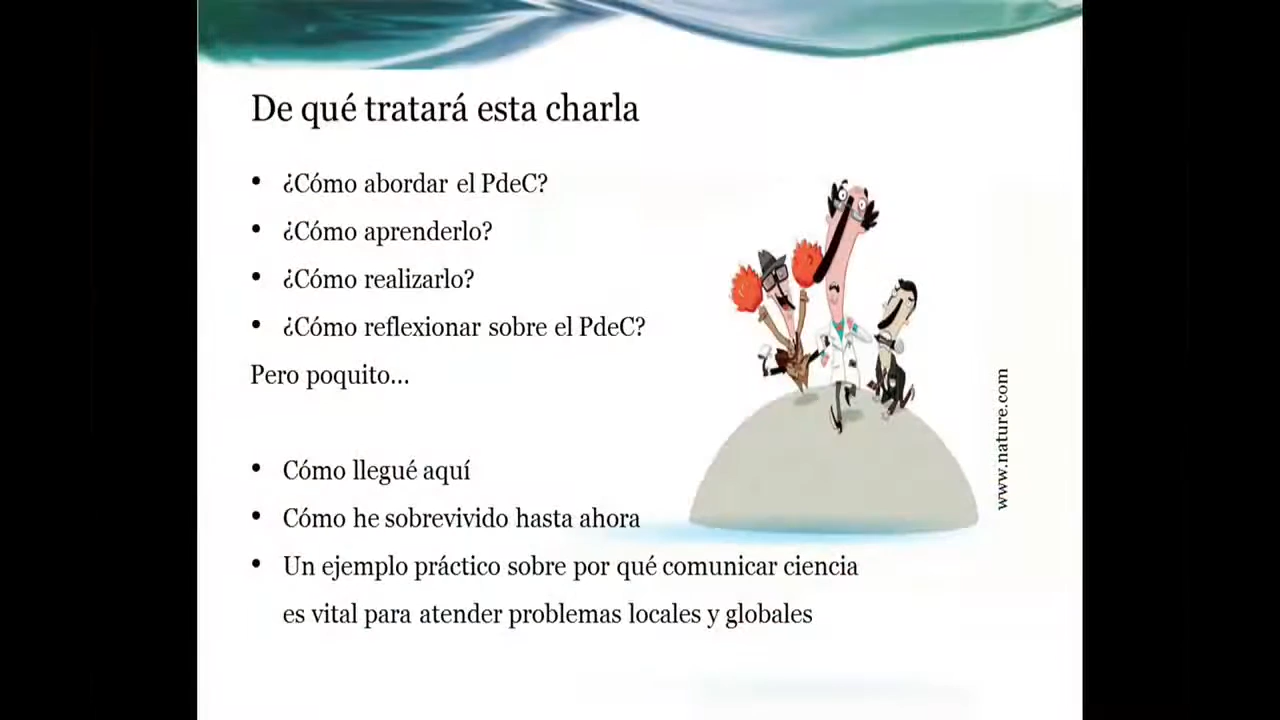 De qué tratará esta charla
• ¿Cómo abordar el PdeC?
• ¿Cómo aprenderlo?
• ¿Cómo realizarlo?
• ¿Cómo reflexionar sobre el PdeC?
Pero poquito...
• Cómo llegué aquí
• Cómo he sobrevivido hasta ahora
• Un ejemplo práctico sobre por qué comunicar ciencia
es vital para atender problemas locales y globales
www.nature.com